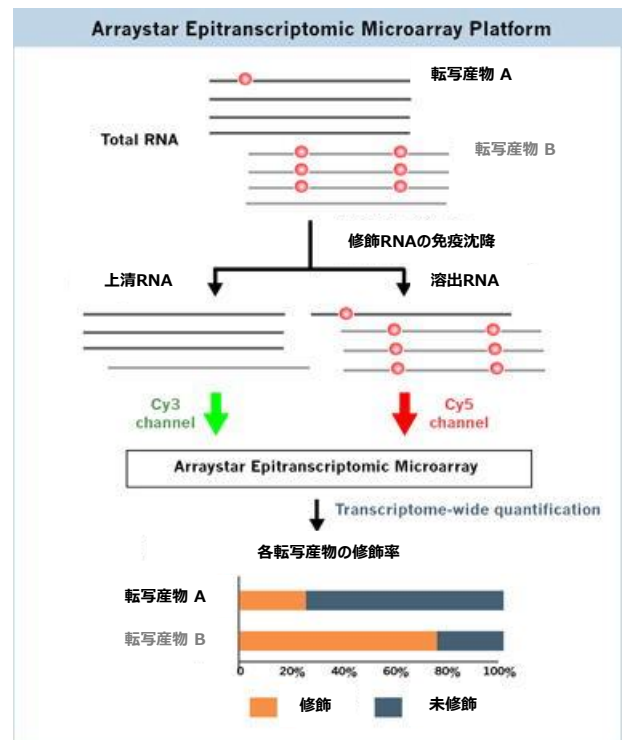 Arraystar Epitranscriptomic Microarray Platform
転写産物 A
Total RNA
転写産物 B
修飾RNAの免疫沈降
上清RNA
溶出RNA
Cy3
channel
Cy5
channel
Arraystar Epitranscriptomic Microarray
Transcriptome-wide quantification
各転写産物の修飾率
転写産物 A
転写産物 B
0 20% 40% 60% 80% 100%
修飾 未修飾